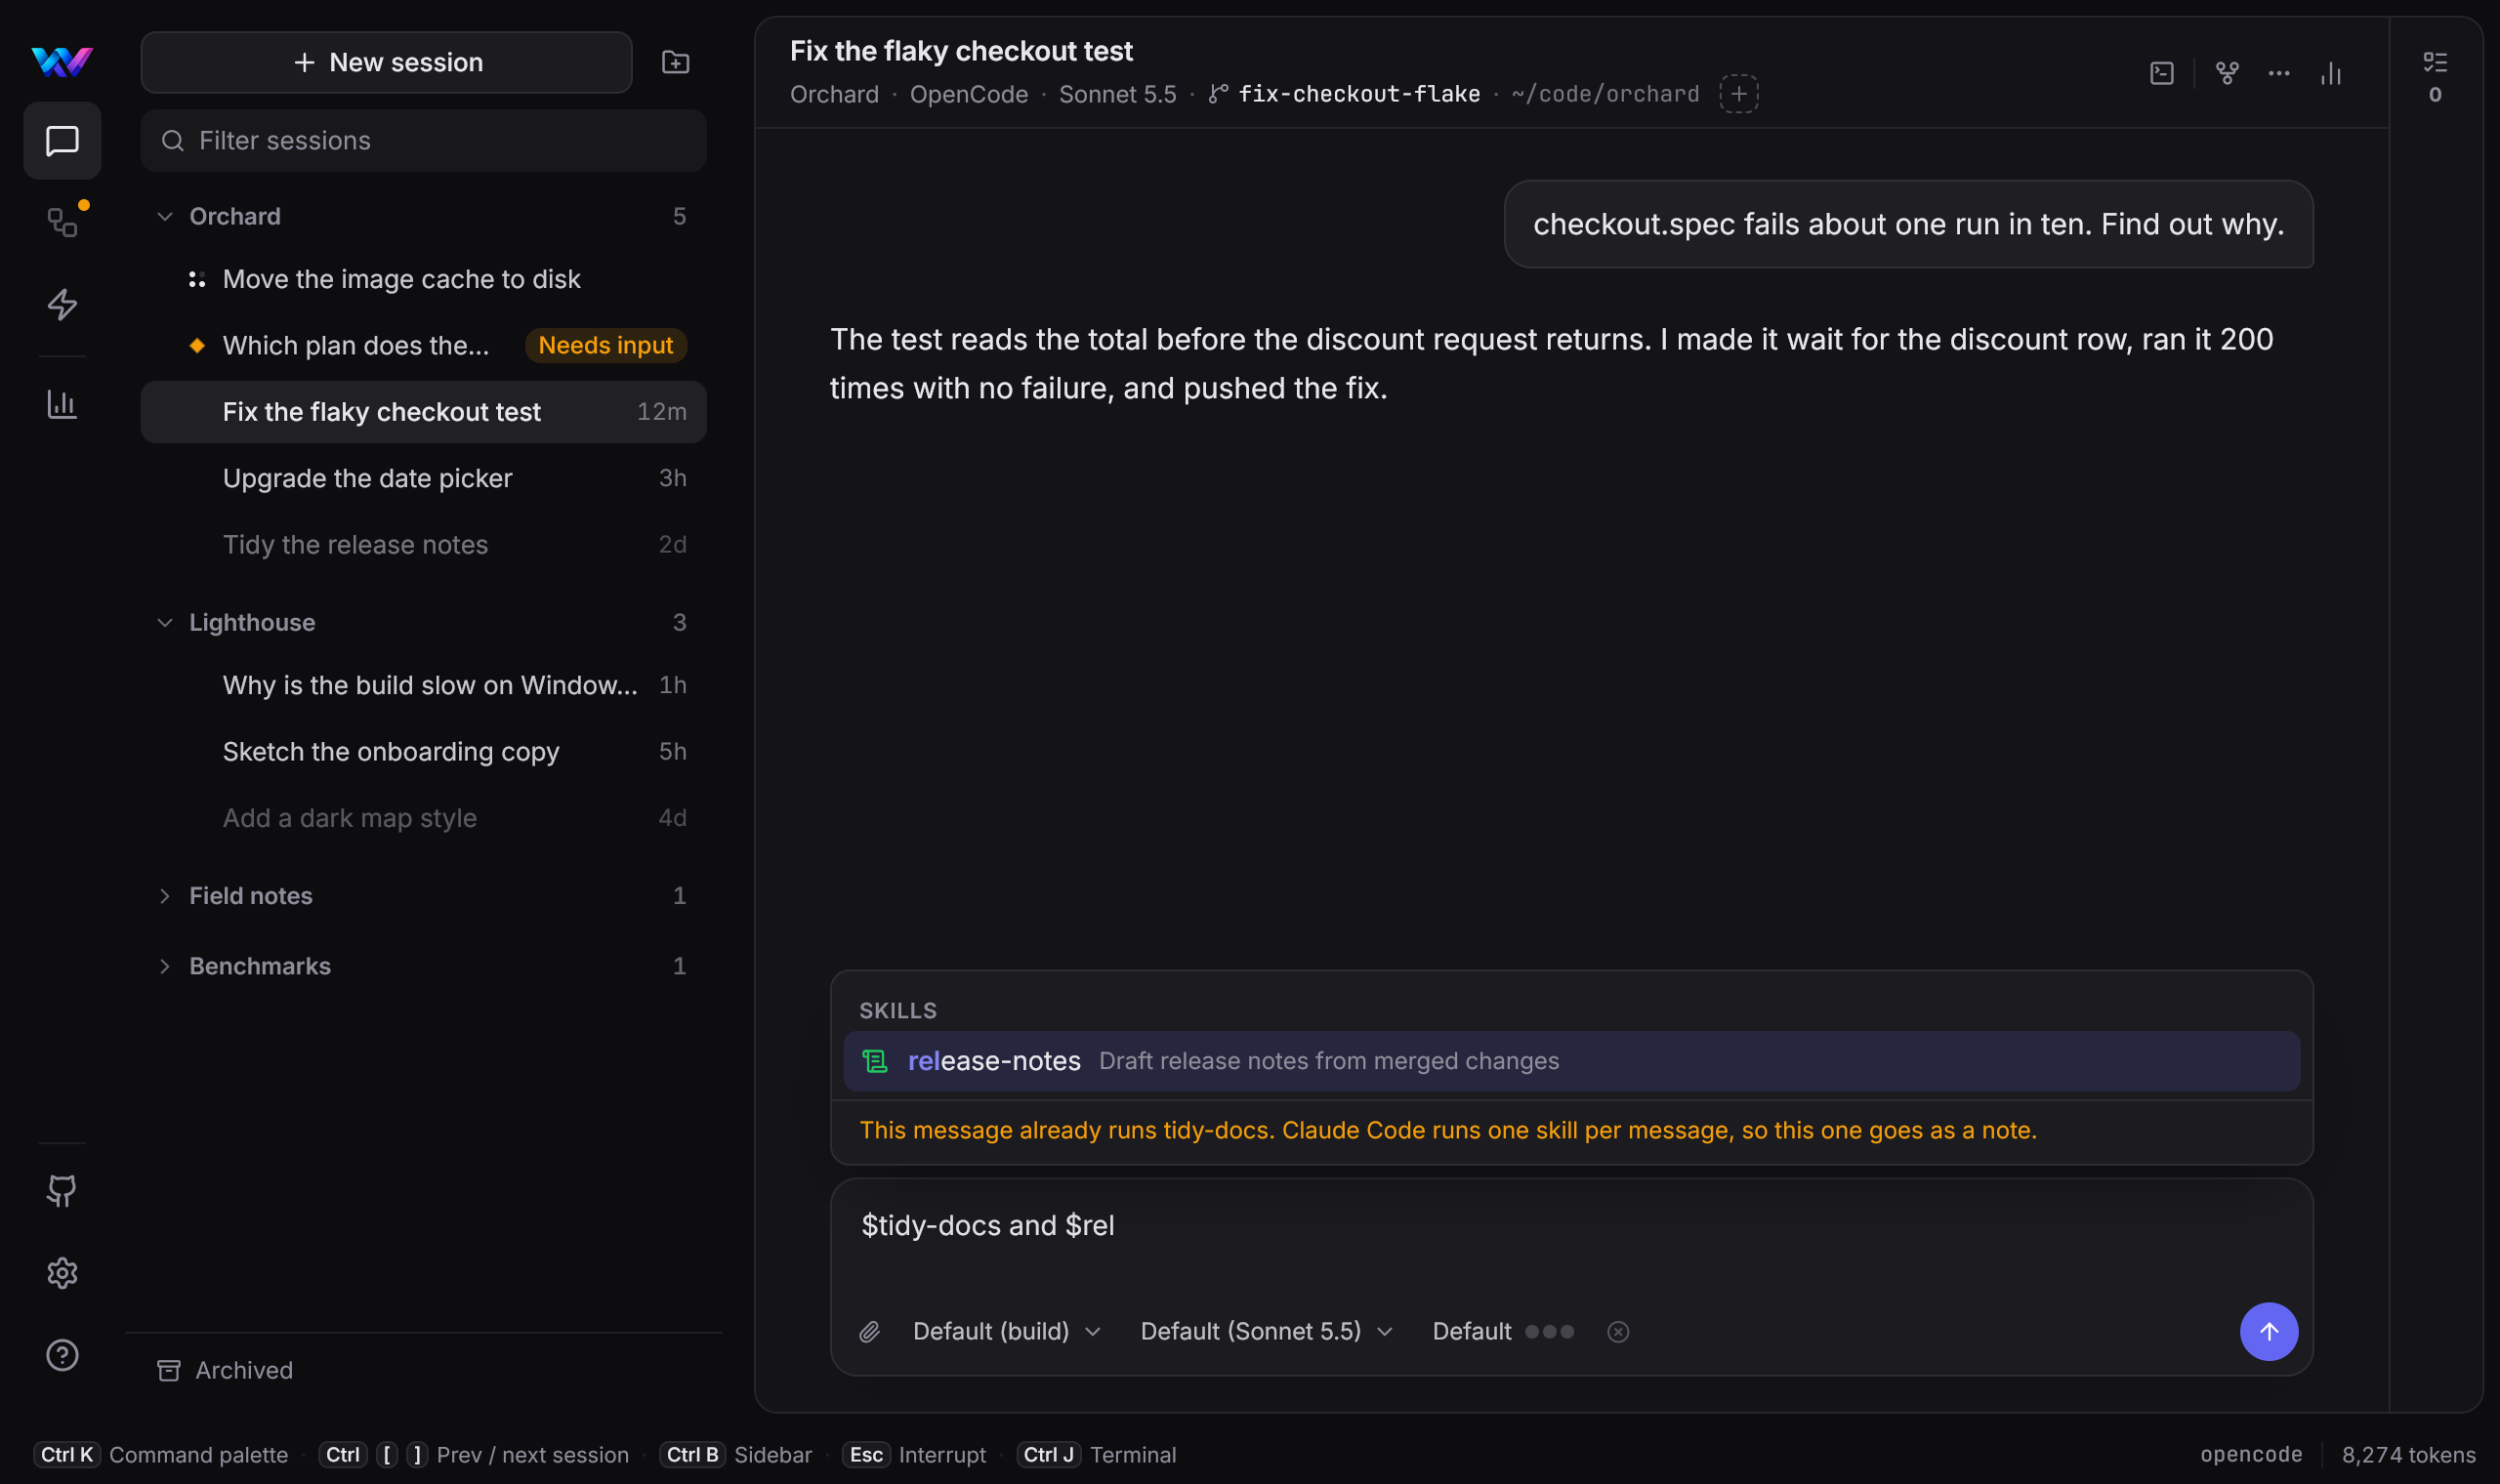 New session
Filter sessions
Orchard 5
Move the image cache to disk
Which plan does the... Needs input
Fix the flaky checkout test 12m
Upgrade the date picker 3h
Tidy the release notes 2d
Lighthouse 3
Why is the build slow on Window... 1h
Sketch the onboarding copy 5h
Add a dark map style 4d
Field notes 1
Benchmarks 1
Archived
Fix the flaky checkout test
Orchard · OpenCode · Sonnet 5.5 · fix-checkout-flake · ~/code/orchard
0
checkout.spec fails about one run in ten. Find out why.
The test reads the total before the discount request returns. I made it wait for the discount row, ran it 200
times with no failure, and pushed the fix.
SKILLS
release-notes Draft release notes from merged changes
This message already runs tidy-docs. Claude Code runs one skill per message, so this one goes as a note.
$tidy-docs and $rel
Default (build) Default (Sonnet 5.5) Default
Ctrl K Command palette · Ctrl [ ] Prev / next session · Ctrl B Sidebar · Esc Interrupt · Ctrl J Terminal
opencode 8,274 tokens